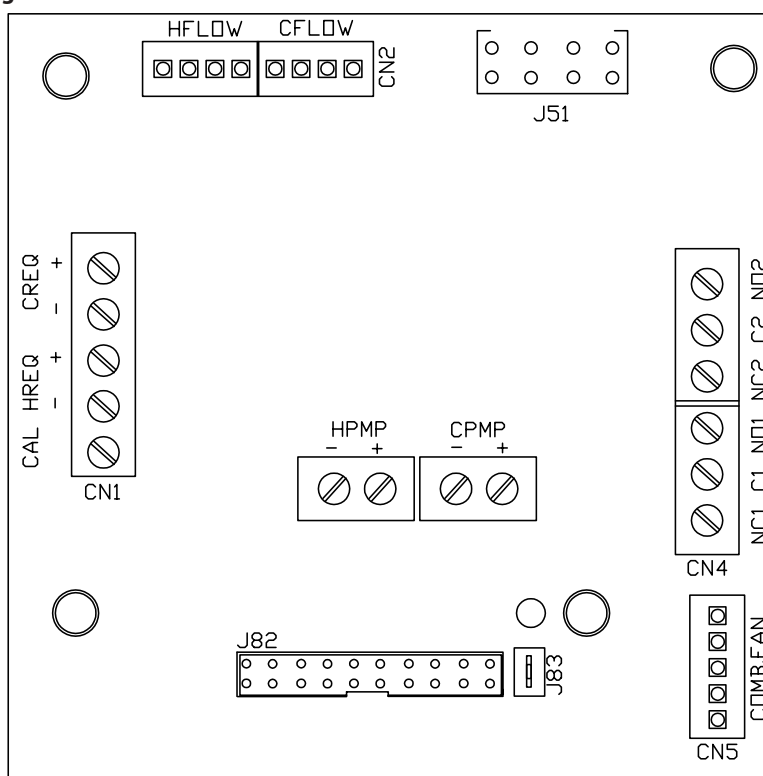 g
HFLOW CFLOW
CN2
J51
CREQ + -
HREQ + -
CAL
CN1
NO2
C2
NC2
NO1
C1
NC1
CN4
HPMP
- +
CPMP
- +
J82
J83
COMB.FAN
CN5